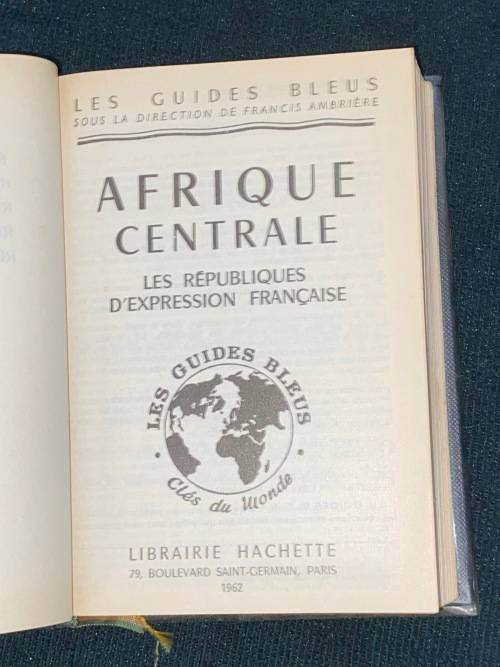 LES GUIDES BLEUS
SOUS LA DIRECTION DE FRANCIS AMBRIÈRE
AFRIQUE
CENTRALE
LES RÉPUBLIQUES
D'EXPRESSION FRANÇAISE
LES GUIDES BLEUS
Clés du Monde
LIBRAIRIE HACHETTE
79, BOULEVARD SAINT-GERMAIN, PARIS
1962